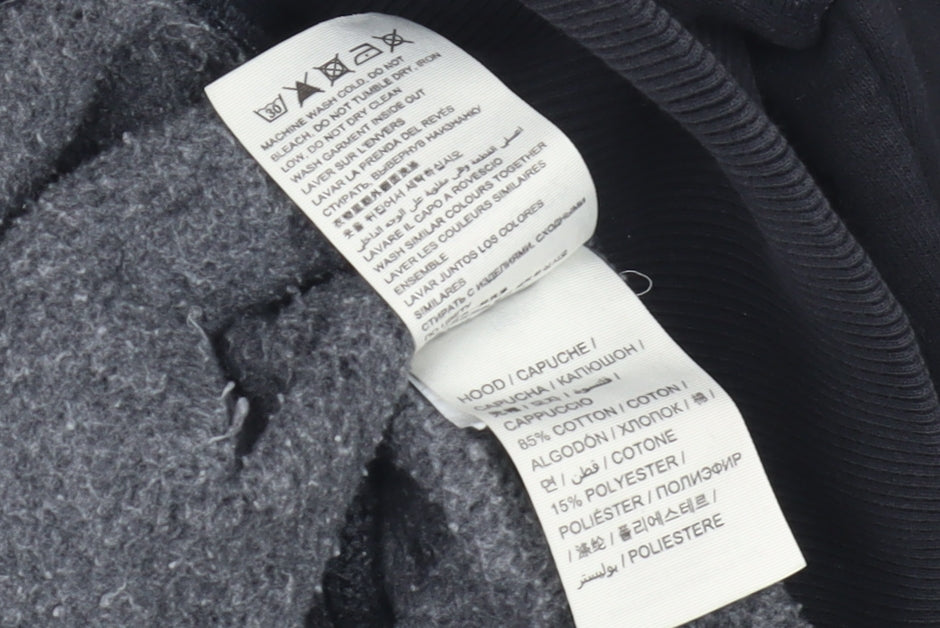 30
MACHINE WASH COLD, DO NOT
BLEACH, DO NOT TUMBLE DRY, IRON
LOW, DO NOT DRY CLEAN
WASH GARMENT INSIDE OUT
LAVER SUR L'ENVERS
LAVAR LA PRENDA DEL REVÉS
СТИРАТЬ, ВЫВЕРНУВ НАИЗНАНКУ
LAVARE IL CAPO A ROVESCIO
WASH SIMILAR COLOURS TOGETHER
LAVER LES COULEURS SIMILAIRES
ENSEMBLE
LAVAR JUNTOS LOS COLORES
SIMILARES
СТИРАТЬ С ИЗДЕЛИЯМИ, СХОДНЫМИ
HOOD / CAPUCHE /
CAPUCHA / КАПЮШОН /
CAPPUCCIO
85% COTTON / COTON /
ALGODÓN / ХЛОПОК / 棉 /
면 / قطن / COTONE
15% POLYESTER /
POLIÉSTER / ПОЛИЭФИР
/ 涤纶 / 폴리에스테르 /
بوليستر / POLIESTERE